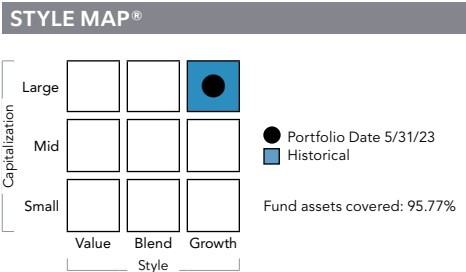 STYLE MAP®
Large
Mid
Small
Capitalization
Value Blend Growth
Style
Portfolio Date 5/31/23
Historical
Fund assets covered: 95.77%